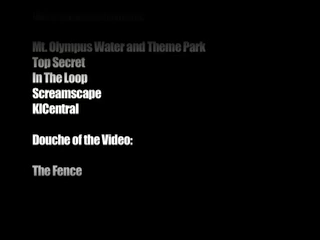 Mt. Olympus Water and Theme Park
Top Secret
In The Loop
Screamscape
KICentral
Douche of the Video:
The Fence